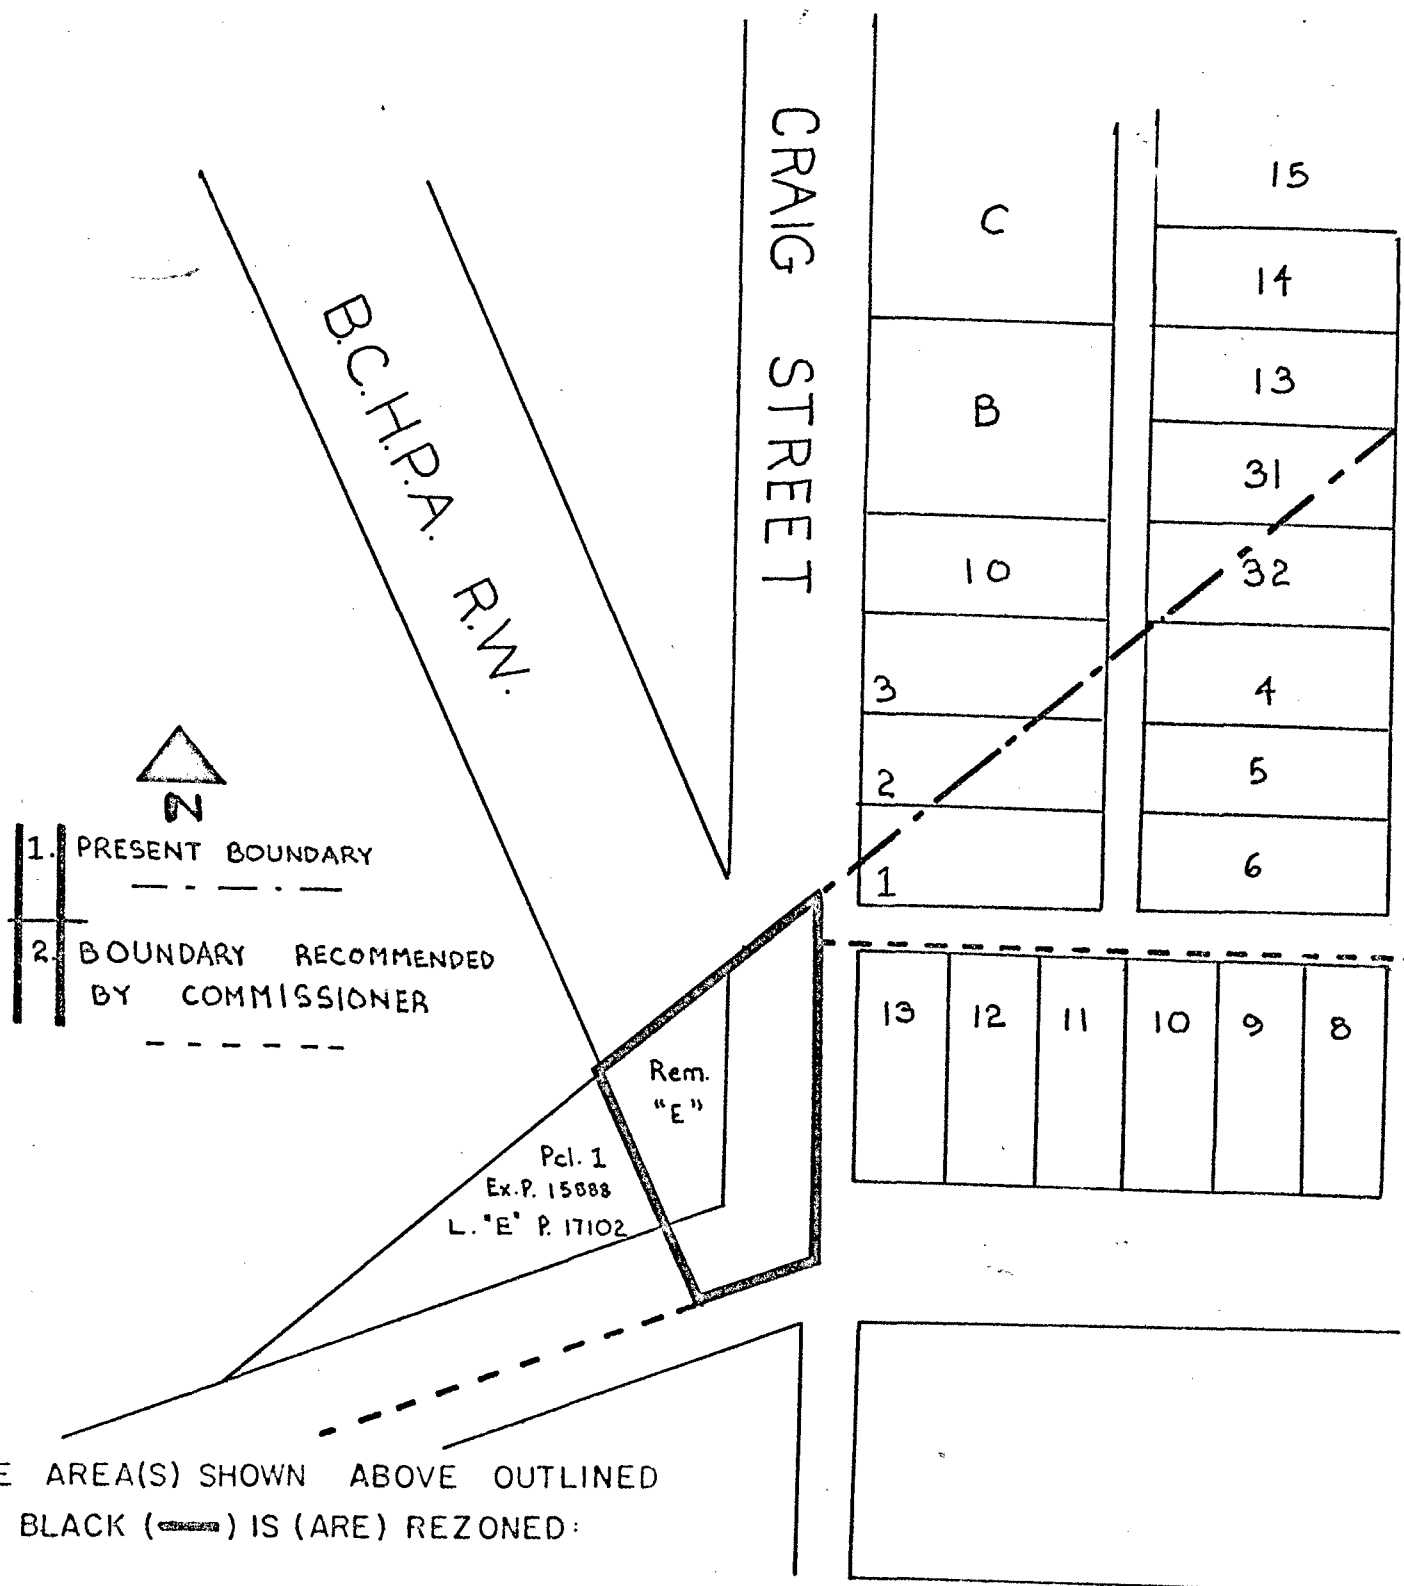 CRAIG STREET
B.C.H.P.A. R.W.
C
B
10
3
2
1
15
14
13
31
32
4
5
6
N
1. PRESENT BOUNDARY
2. BOUNDARY RECOMMENDED
BY COMMISSIONER
13 12 11 10 9 8
Rem.
"E"
Pcl. 1
Ex.P. 15888
L. "E" P. 17102
E AREA(S) SHOWN ABOVE OUTLINED
BLACK ( ) IS (ARE) REZONED: